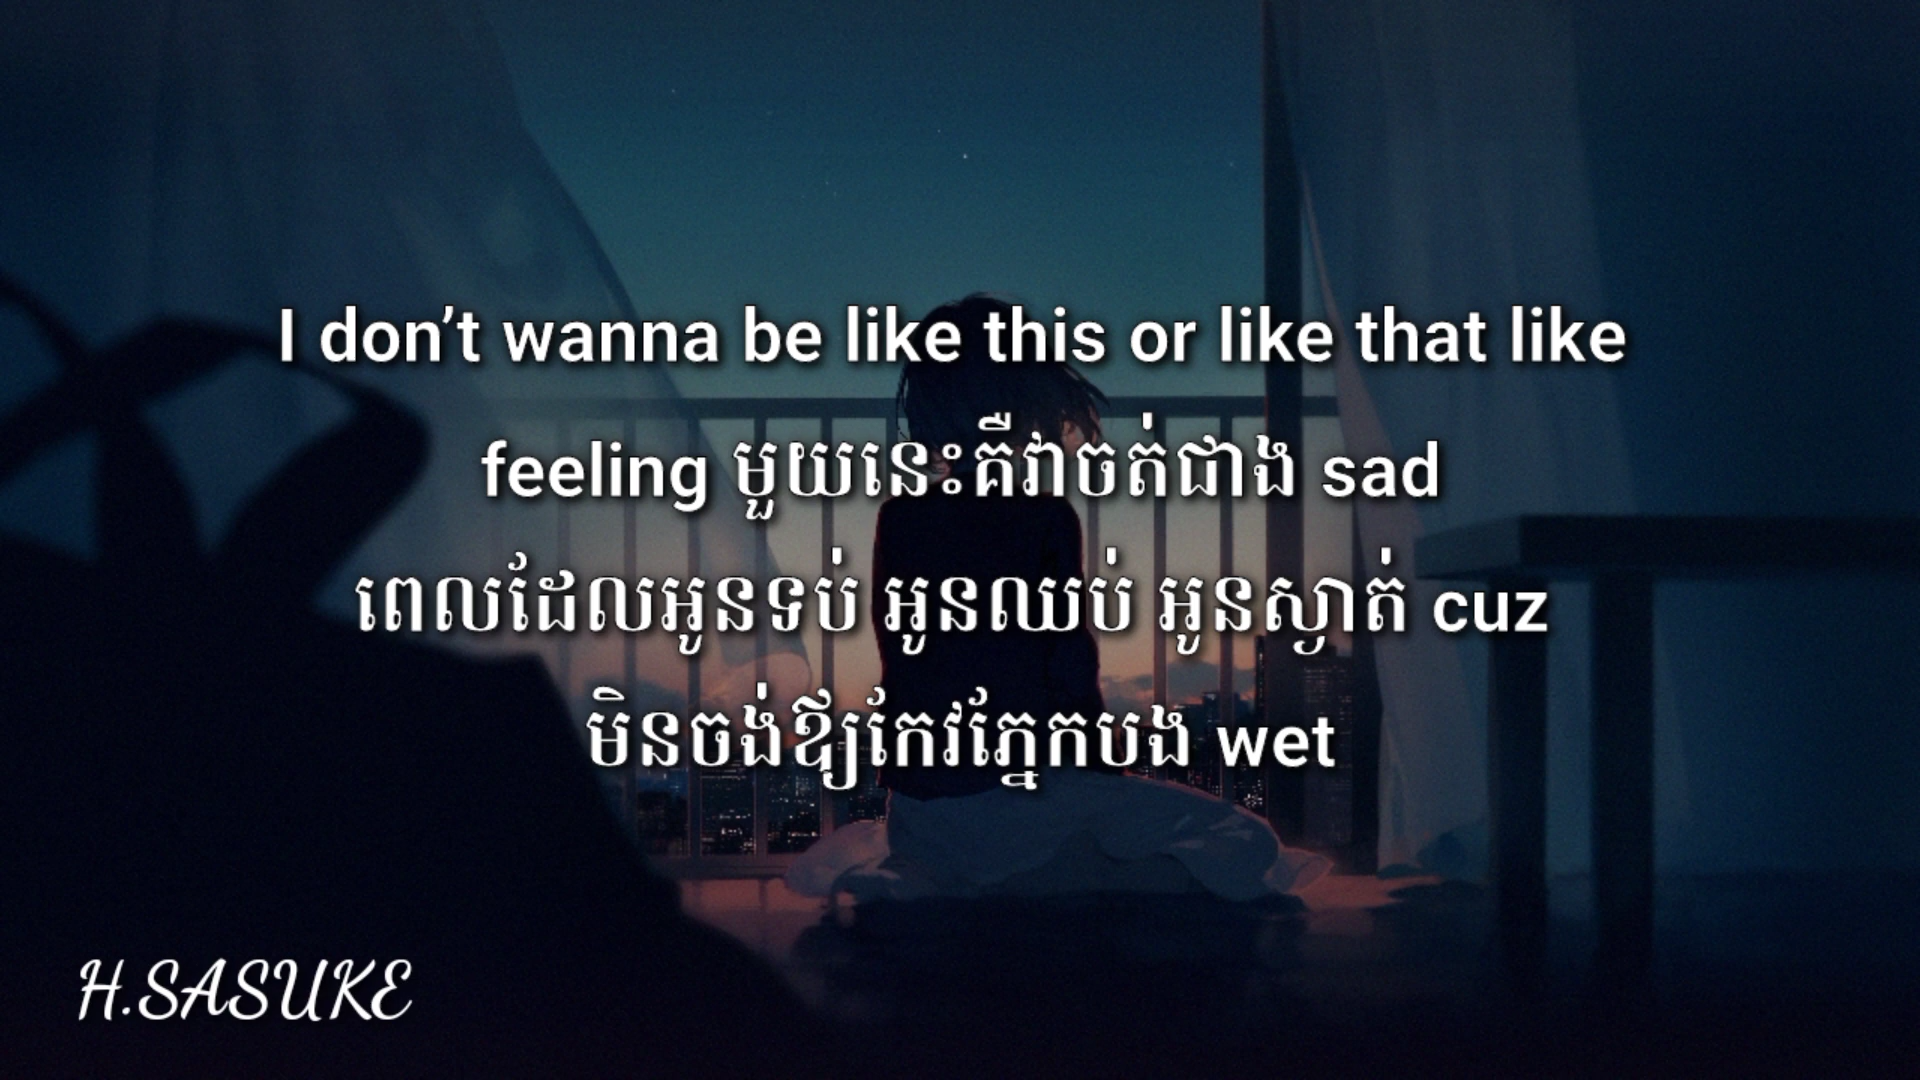 I don’t wanna be like this or like that like
feeling មួយនេះគឺវាចត់ជាង sad
ពេលដែលអូនទប់ អូនឈប់ អូនស្ងាត់ cuz
មិនចង់ឪ្យកែវភ្នែកបង wet
H.SASUKE